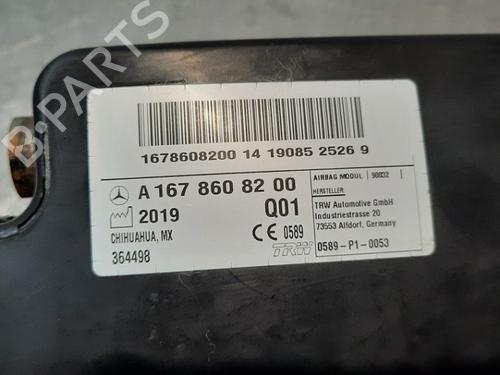 B-PARTS
1678608200 14 19085 2526 9
A 167 860 82 00
2019 Q01
CHIHUAHUA, MX CE 0589
364498 TRW
AIRBAG MODUL 90832
HERSTELLER:
TRW Automotive GmbH
Industriestrasse 20
73553 Alfdorf, Germany
0589-P1-0053